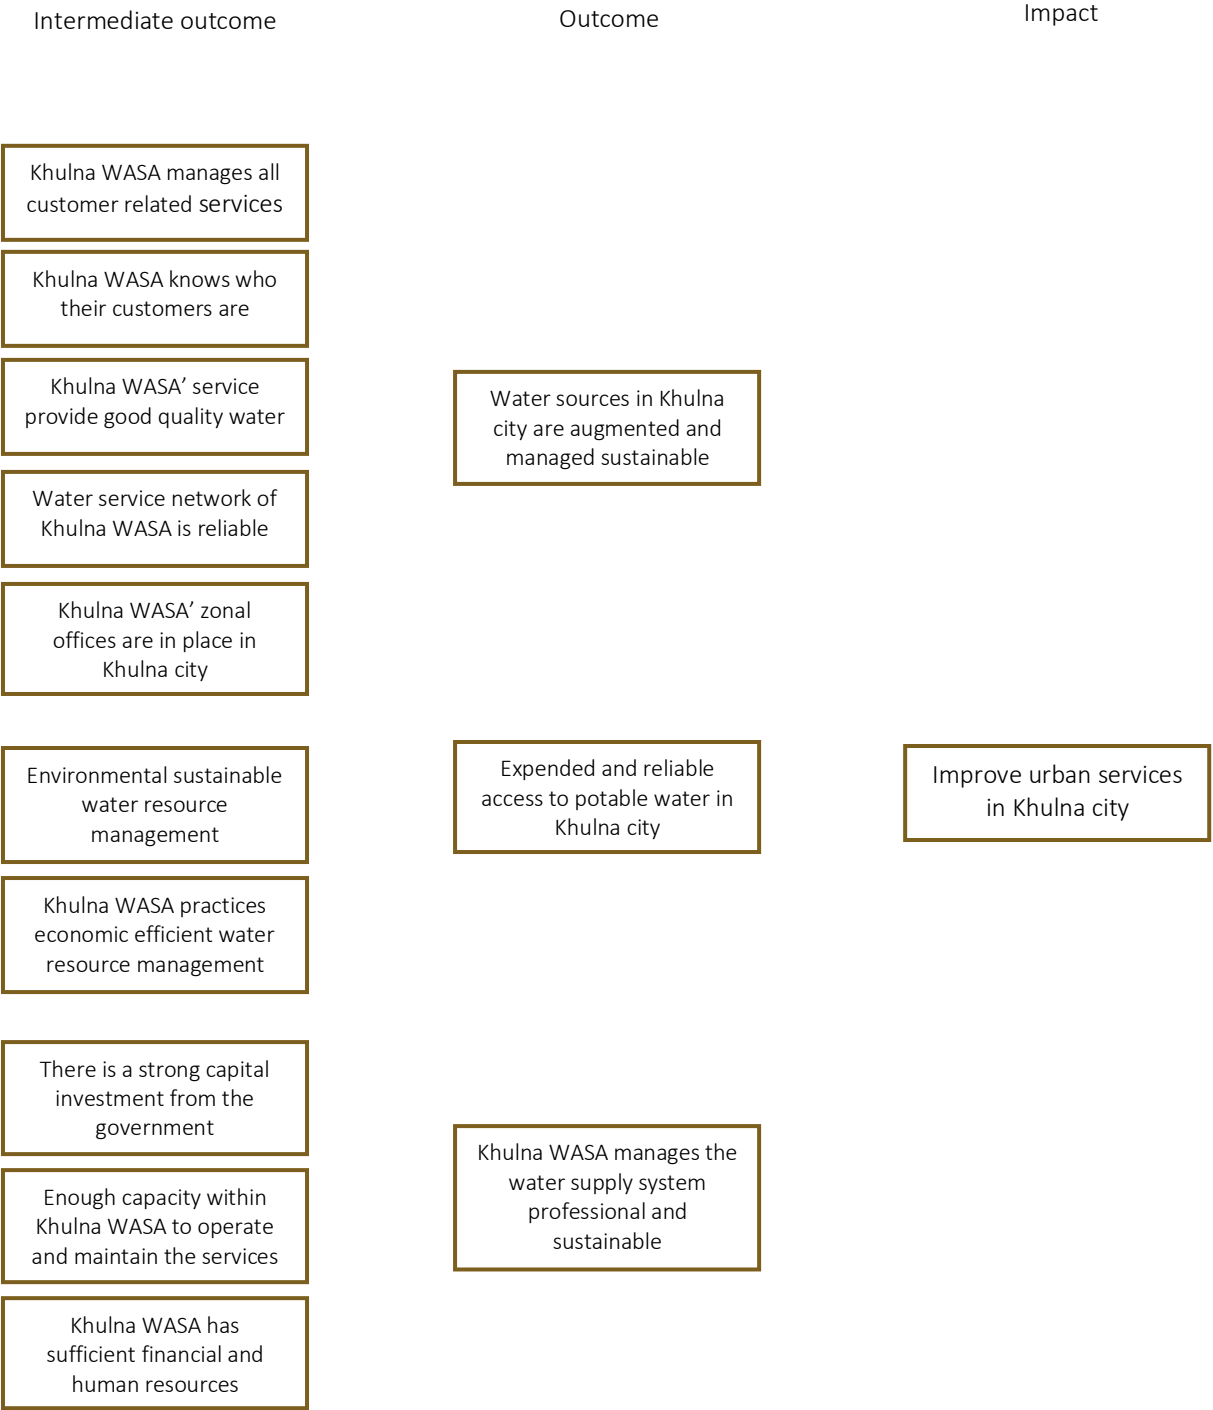 Intermediate outcome
Outcome
Impact
Khulna WASA manages all
customer related services
Khulna WASA knows who
their customers are
Khulna WASA’ service
provide good quality water
Water service network of
Khulna WASA is reliable
Khulna WASA’ zonal
offices are in place in
Khulna city
Environmental sustainable
water resource
management
Khulna WASA practices
economic efficient water
resource management
There is a strong capital
investment from the
government
Enough capacity within
Khulna WASA to operate
and maintain the services
Khulna WASA has
sufficient financial and
human resources
Water sources in Khulna
city are augmented and
managed sustainable
Expended and reliable
access to potable water in
Khulna city
Khulna WASA manages the
water supply system
professional and
sustainable
Improve urban services
in Khulna city